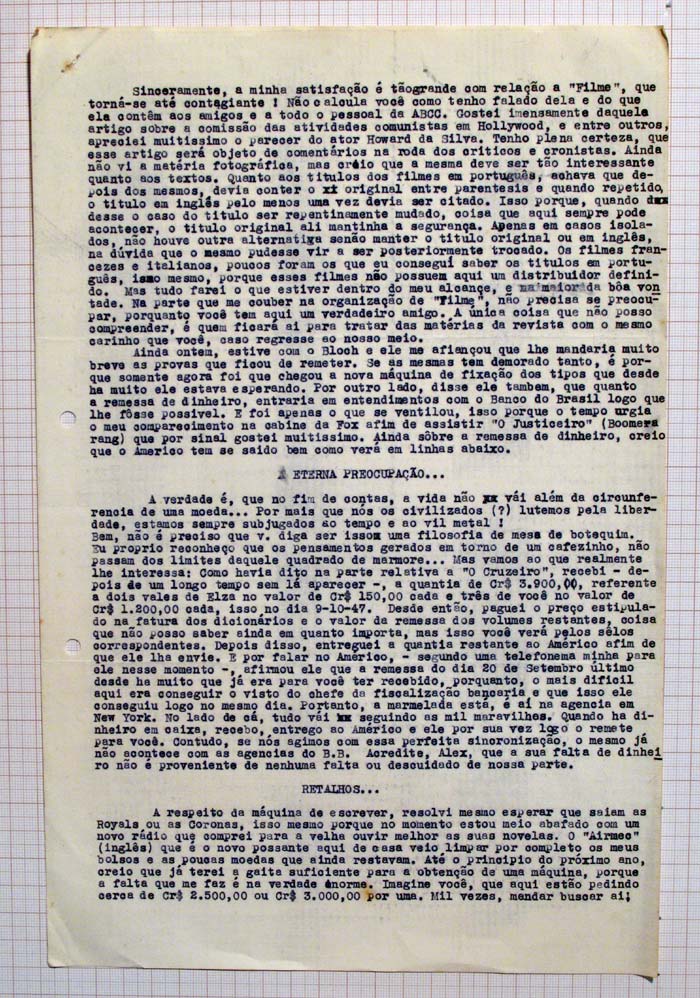 Sinceramente, a minha satisfação é tãogrande com relação a "Filme", que
torná-se até contagiante ! Não calcula você como tenho falado dela e do que
ela contêm aos amigos e a todo o pessoal da ABCC. Gostei imensamente daquela
artigo sobre a comissão das atividades comunistas em Hollywood, e entre outros,
apreciei muitissimo o parecer do ator Howard da Silva. Tenho plena certeza, que
esse artigo será objeto de comentários na roda dos criticos e cronistas. Ainda
não vi a matéria fotográfica, mas creio que a mesma deve ser tão interessante
quanto aos textos. Quanto aos titulos dos filmes em português, achava que de-
pois dos mesmos, devia conter o xi original entre parentesis e quando repetido,
o titulo em inglês pelo menos uma vez devia ser citado. Isso porque, quando dxx
desse o caso do titulo ser repentinamente mudado, coisa que aqui sempre pode
acontecer, o titulo original ali mantinha a segurança. Apenas em casos isola-
dos, não houve outra alternativa senão manter o titulo original ou em inglês,
na dúvida que o mesmo pudesse vir a ser posteriormente trocado. Os filmes fran-
cezes e italianos, poucos foram os que eu consegui saber os titulos em portu-
guês, isso mesmo, porque esses filmes não possuem aqui um distribuidor defini-
do. Mas tudo farei o que estiver dentro do meu alcançe, e na maior da bôa von
tade. Na parte que me couber na organização de "Filme", não precisa se preocu-
par, porquanto você tem aqui um verdadeiro amigo. A única coisa que não posso
compreender, é quem ficará ai para tratar das matérias da revista com o mesmo
carinho que você, caso regresse ao nosso meio.
Ainda ontem, estive com o Bloch e ele me afiançou que lhe mandaria muito
breve as provas que ficou de remeter. Se as mesmas tem demorado tanto, é por-
que somente agora foi que chegou a nova máquina de fixação dos tipos que desde
ha muito ele estava esperando. Por outro lado, disse ele tambem, que quanto
a remessa de dinheiro, entraria em entendimentos com o Banco do Brasil logo que
lhe fôsse possivel. E foi apenas o que se ventilou, isso porque o tempo urgia
o meu comparecimento na cabine da Fox afim de assistir "O Justiceiro" (Boomera
rang) que por sinal gostei muitissimo. Ainda sôbre a remessa de dinheiro, creio
que o Americo tem se saido bem como verá em linhas abaixo.
A ETERNA PREOCUPAÇÃO...
A verdade é, que no fim de contas, a vida não xx vái além da circunfe-
rencia de uma moeda... Por mais que nós os civilizados (?) lutemos pela liber-
dade, estamos sempre subjugados ao tempo e ao vil metal !
Bem, não é preciso que v. diga ser issom uma filosofia de mesa de botequim.
Eu proprio reconheço que os pensamentos gerados em torno de um cafezinho, não
passam dos limites daquele quadrado de marmore... Mas vamos ao que realmente
lhe interessa: Como havia dito na parte relativa a "O Cruzeiro", recebi - de-
pois de um longo tempo sem lá aparecer -, a quantia de Cr$ 3.900,00, referente
a dois vales de Elza no valor de Cr$ 150,00 cada e três de você no valor de
Cr$ 1.200,00 cada, isso no dia 9-10-47. Desde então, paguei o preço estipula-
do na fatura dos dicionários e o valor da remessa dos volumes restantes, coisa
que não posso saber ainda em quanto importa, mas isso você verá pelos sêlos
correspondentes. Depois disso, entreguei a quantia restante ao Américo afim de
que ele lha envie. E por falar no Américo, - segundo uma telefonema minha para
ele nesse momento -, afirmou ele que a remessa do dia 20 de Setembro último
desde ha muito que já era para você ter recebido, porquanto, o mais dificil
aqui era conseguir o visto do chefe da fiscalização bancaria e que isso ele
conseguiu logo no mesmo dia. Portanto, a marmelada está, é ai na agencia em
New York. No lado de cá, tudo vái xx seguindo as mil maravilhas. Quando ha di-
nheiro em caixa, recebo, entrego ao Américo e ele por sua vez logo o remete
para você. Contudo, se nós agimos com essa perfeita sincronização, o mesmo já
não acontece com as agencias do B.B. Acredite, Alex, que a sua falta de dinhei
ro não é proveniente de nenhuma falta ou descuidado de nossa parte.
RETALHOS...
A respeito da máquina de escrever, resolvi mesmo esperar que saiam as
Royals ou as Coronas, isso mesmo porque no momento estou meio abafado com um
novo rádio que comprei para a velha ouvir melhor as suas novelas. O "Airmec"
(inglês) que é o novo possante aqui de casa veio limpar por completo os meus
bolsos e as poucas moedas que ainda restavam. Até o principio do próximo ano,
creio que já terei a gaita suficiente para a obtenção de uma máquina, porque
a falta que me faz é na verdade énorme. Imagine você, que aqui estão pedindo
cerca de Cr$ 2.500,00 ou Cr$ 3.000,00 por uma. Mil vezes, mandar buscar ai;